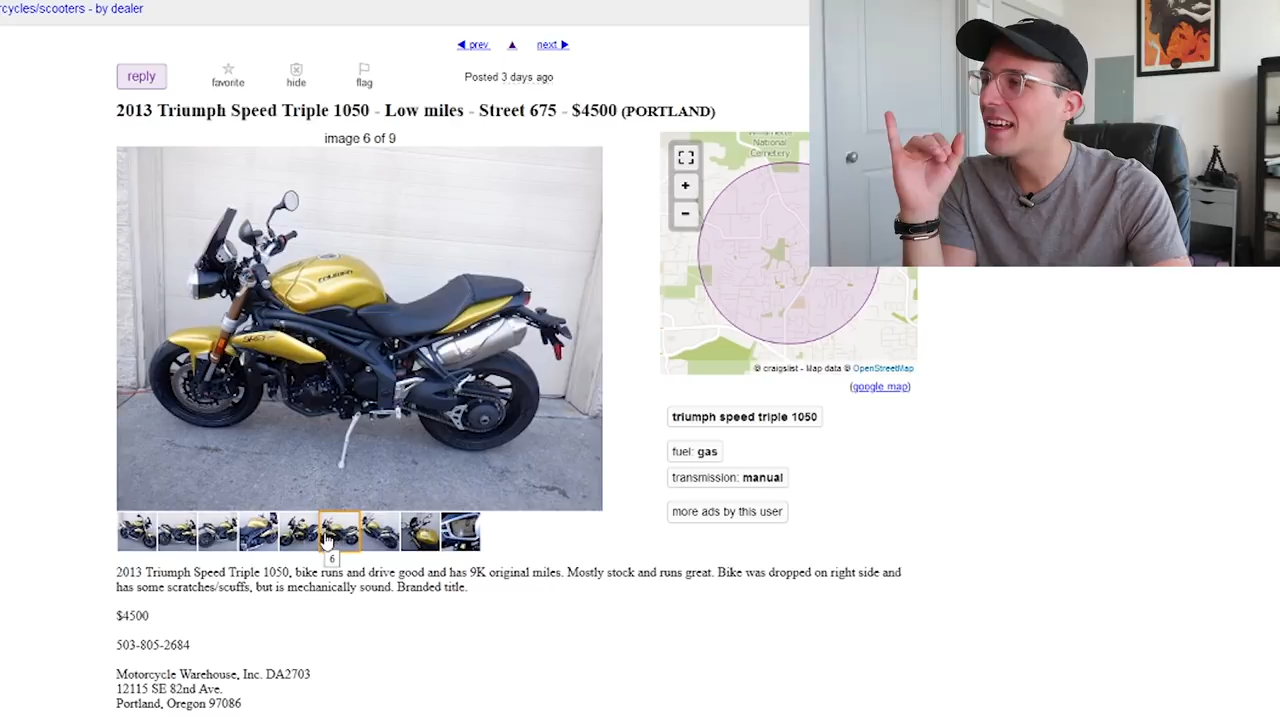 rcycles/scooters - by dealer
◀ prev ▲ next ▶
reply
favorite
hide
flag
Posted 3 days ago
2013 Triumph Speed Triple 1050 - Low miles - Street 675 - $4500 (PORTLAND)
image 6 of 9
TRIUMPH
National
Cemetery
+
-
© craigslist - Map data © OpenStreetMap
(google map)
triumph speed triple 1050
fuel: gas
transmission: manual
more ads by this user
6
2013 Triumph Speed Triple 1050, bike runs and drive good and has 9K original miles. Mostly stock and runs great. Bike was dropped on right side and
has some scratches/scuffs, but is mechanically sound. Branded title.
$4500
503-805-2684
Motorcycle Warehouse, Inc. DA2703
12115 SE 82nd Ave.
Portland, Oregon 97086